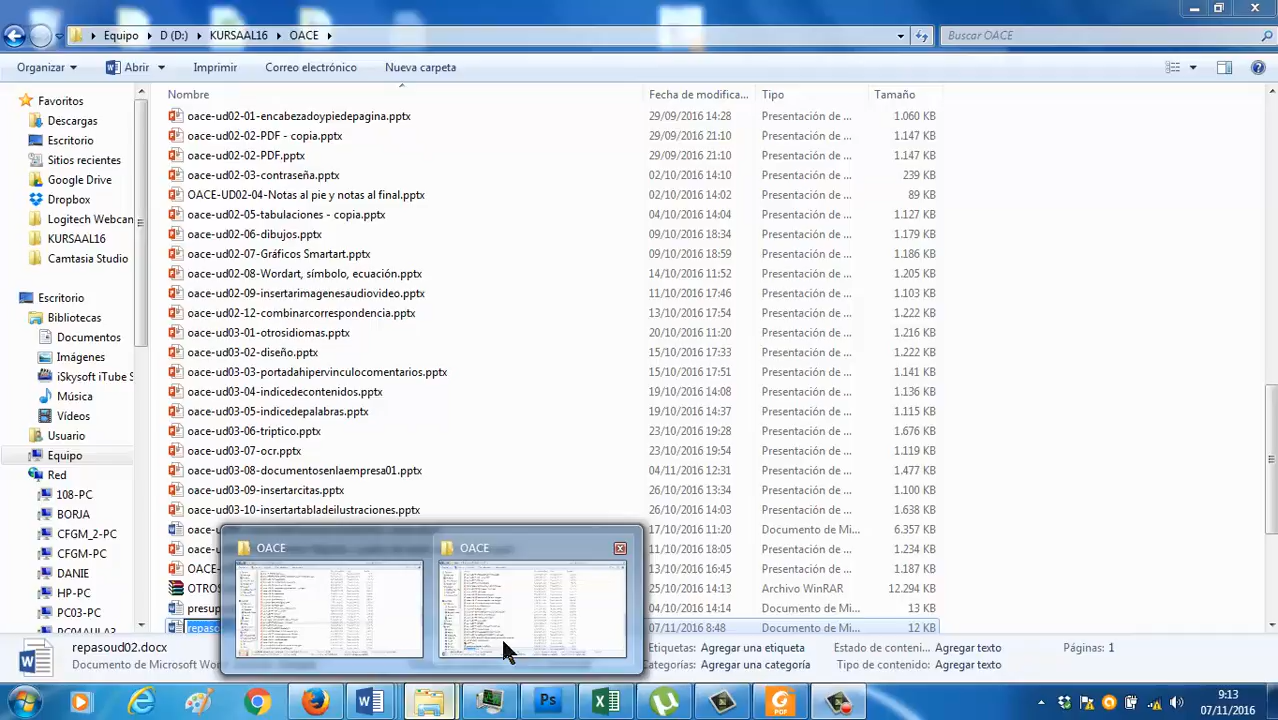 Equipo D (D:) KURSAAL16 OACE Buscar OACE
Organizar Abrir Imprimir Correo electrónico Nueva carpeta
Nombre Fecha de modifica... Tipo Tamaño
Favoritos
Descargas
Escritorio
Sitios recientes
Google Drive
Dropbox
Logitech Webcan
KURSAAL16
Camtasia Studio
Escritorio
Bibliotecas
Documentos
Imágenes
iSkysoft iTube S
Música
Vídeos
Usuario
Equipo
Red
108-PC
BORJA
CFGM_2-PC
CFGM-PC
DANIE
FP-PC
PC03-PC
oace-ud02-01-encabezadoypiedepagina.pptx 29/09/2016 14:28 Presentación de ... 1.060 KB
oace-ud02-02-PDF - copia.pptx 29/09/2016 21:10 Presentación de ... 1.147 KB
oace-ud02-02-PDF.pptx 29/09/2016 21:10 Presentación de ... 1.147 KB
oace-ud02-03-contraseña.pptx 02/10/2016 14:10 Presentación de ... 239 KB
OACE-UD02-04-Notas al pie y notas al final.pptx 02/10/2016 14:02 Presentación de ... 89 KB
oace-ud02-05-tabulaciones - copia.pptx 04/10/2016 14:04 Presentación de ... 1.127 KB
oace-ud02-06-dibujos.pptx 09/10/2016 18:34 Presentación de ... 1.179 KB
oace-ud02-07-Gráficos Smartart.pptx 09/10/2016 18:59 Presentación de ... 1.186 KB
oace-ud02-08-Wordart, símbolo, ecuación.pptx 14/10/2016 11:52 Presentación de ... 1.205 KB
oace-ud02-09-insertarimagenesaudiovideo.pptx 11/10/2016 17:46 Presentación de ... 1.103 KB
oace-ud02-12-combinarcorrespondencia.pptx 13/10/2016 17:54 Presentación de ... 1.222 KB
oace-ud03-01-otrosidiomas.pptx 20/10/2016 11:20 Presentación de ... 1.216 KB
oace-ud03-02-diseño.pptx 15/10/2016 17:33 Presentación de ... 1.222 KB
oace-ud03-03-portadahipervinculocomentarios.pptx 15/10/2016 17:51 Presentación de ... 1.141 KB
oace-ud03-04-indicedecontenidos.pptx 19/10/2016 14:08 Presentación de ... 1.136 KB
oace-ud03-05-indicedepalabras.pptx 19/10/2016 14:37 Presentación de ... 1.115 KB
oace-ud03-06-triptico.pptx 23/10/2016 19:28 Presentación de ... 1.676 KB
oace-ud03-07-ocr.pptx 23/10/2016 19:54 Presentación de ... 1.119 KB
oace-ud03-08-documentosenlaempresa01.pptx 04/11/2016 12:31 Presentación de ... 1.477 KB
oace-ud03-09-insertarcitas.pptx 26/10/2016 13:34 Presentación de ... 1.100 KB
oace-ud03-10-insertartabladeilustraciones.pptx 26/10/2016 14:03 Presentación de ... 1.638 KB
oace-u 17/10/2016 11:20 Documento de Mi... 6.357 KB
oace-u 18:05 Presentación de ... 1.234 KB
OACE- Presentación de ... 1.187 KB
OTRO WinRAR 12.294 KB
presu 14:14 Documento de Mi... 13 KB
07/11/2016 8:48 Documento de Mi... 12 KB
OACE OACE
repasoud02.docx
Documento de Microsoft Wor
Agregar una etiqueta Estado de conteni... Agregar texto Páginas: 1
Agregar una categoría Tipo de contenido: Agregar texto
9:13
07/11/2016